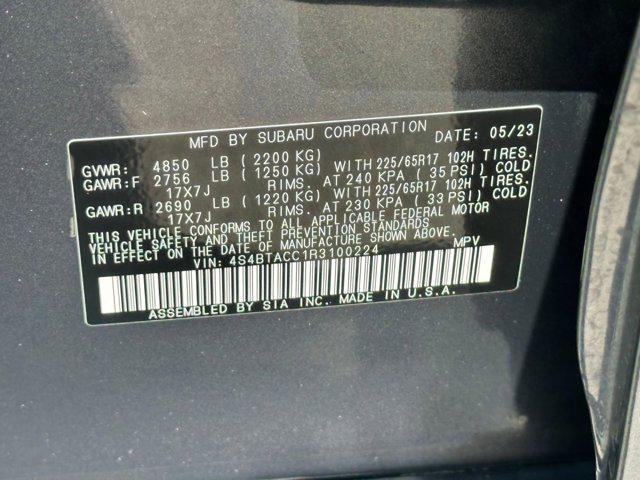 MFD BY SUBARU CORPORATION DATE: 05/23
GVWR: 4850 LB (2200 KG)
GAWR:F 2756 LB (1250 KG) WITH 225/65R17 102H TIRES.
17X7J RIMS. AT 240 KPA (35 PSI) COLD
GAWR:R 2690 LB (1220 KG) WITH 225/65R17 102H TIRES.
17X7J RIMS. AT 230 KPA (33 PSI) COLD
THIS VEHICLE CONFORMS TO ALL APPLICABLE FEDERAL MOTOR
VEHICLE SAFETY AND THEFT PREVENTION STANDARDS
IN EFFECT ON THE DATE OF MANUFACTURE SHOWN ABOVE.
VIN: 4S4BTACC1R3100224 MPV
ASSEMBLED BY SIA INC. MADE IN U.S.A.